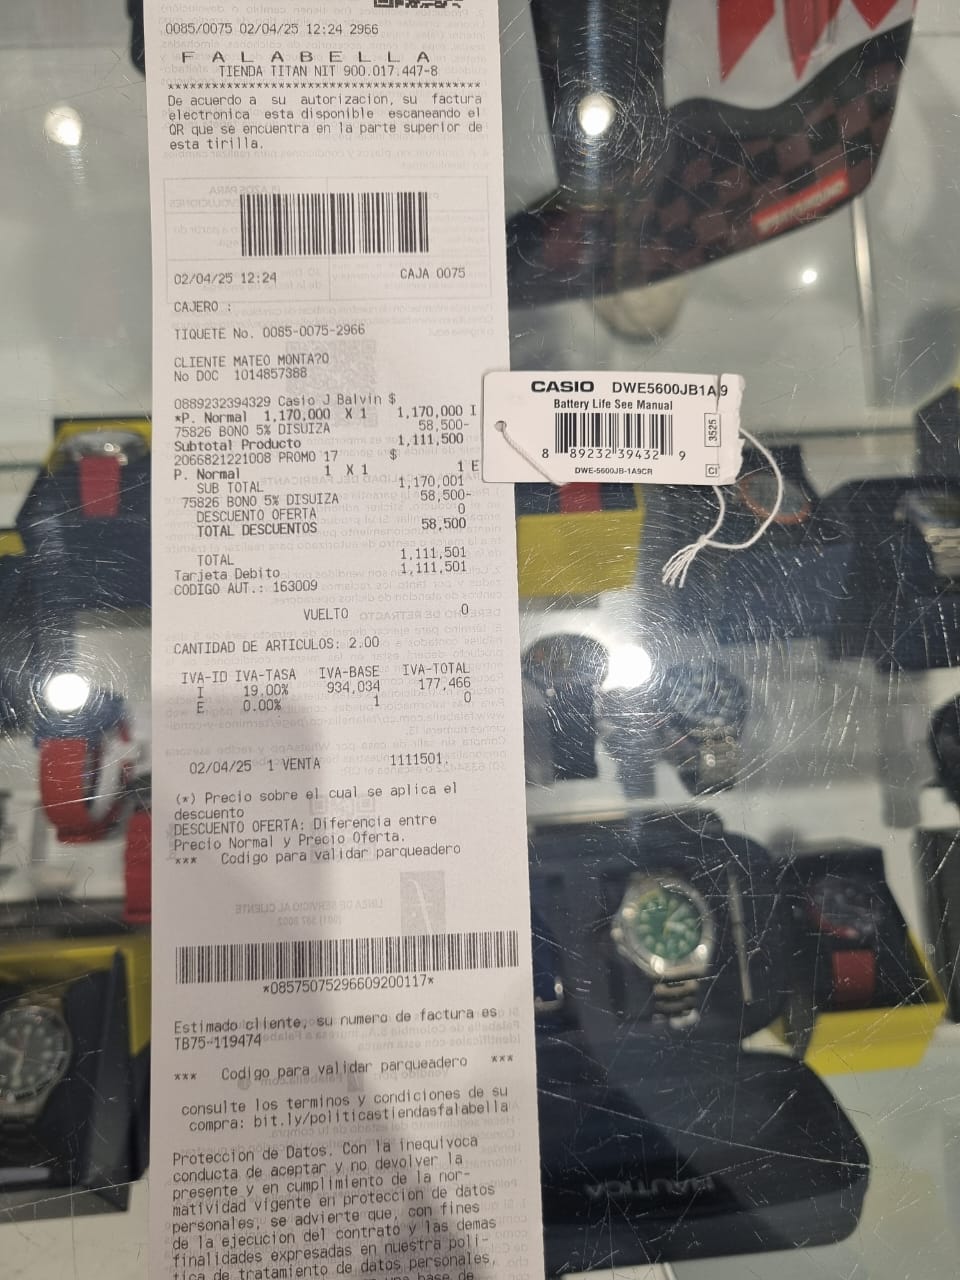 0085/0075 02/04/25 12:24 2966
F A L A B E L L A
TIENDA TITAN NIT 900.017.447-8
****************************************
De acuerdo a su autorizacion, su factura
electronica esta disponible escaneando el
QR que se encuentra en la parte superior de
esta tirilla.
02/04/25 12:24 CAJA 0075
CAJERO :
TIQUETE No. 0085-0075-2966
CLIENTE MATEO MONTA?O
No DOC 1014857388
0889232394329 Casio J Balvin $
*P. Normal 1,170,000 X 1 1,170,000 I
75826 BONO 5% DISUIZA 58,500-
Subtotal Producto 1,111,500
2066821221008 PROMO 17 $
P. Normal 1 X 1 1 E
SUB TOTAL 1,170,001
75826 BONO 5% DISUIZA 58,500-
DESCUENTO OFERTA 0
TOTAL DESCUENTOS 58,500
TOTAL 1,111,501
Tarjeta Debito 1,111,501
CODIGO AUT.: 163009
VUELTO 0
CANTIDAD DE ARTICULOS: 2.00
IVA-ID IVA-TASA IVA-BASE IVA-TOTAL
I 19.00% 934,034 177,466
E 0.00% 1 0
02/04/25 1 VENTA 1111501.
(*) Precio sobre el cual se aplica el
descuento
DESCUENTO OFERTA: Diferencia entre
Precio Normal y Precio Oferta.
*** Codigo para validar parqueadero
*08575075296609200117*
Estimado cliente, su numero de factura es:
TB75-119474
*** Codigo para validar parqueadero ***
consulte los terminos y condiciones de su
compra: bit.ly/politicastiendasfalabella
Proteccion de Datos. Con la inequivoca
conducta de aceptar y no devolver la
presente y en cumplimiento de la nor-
matividad vigente en proteccion de datos
personales, se advierte que, con fines
de la ejecucion del contrato y las demas
finalidades expresadas en nuestra poli-
tica de tratamiento de datos personales,
CASIO DWE5600JB1A9
Battery Life See Manual
3525
8 89232 39432 9
DWE-5600JB-1A9CR
CI
NAUTICA